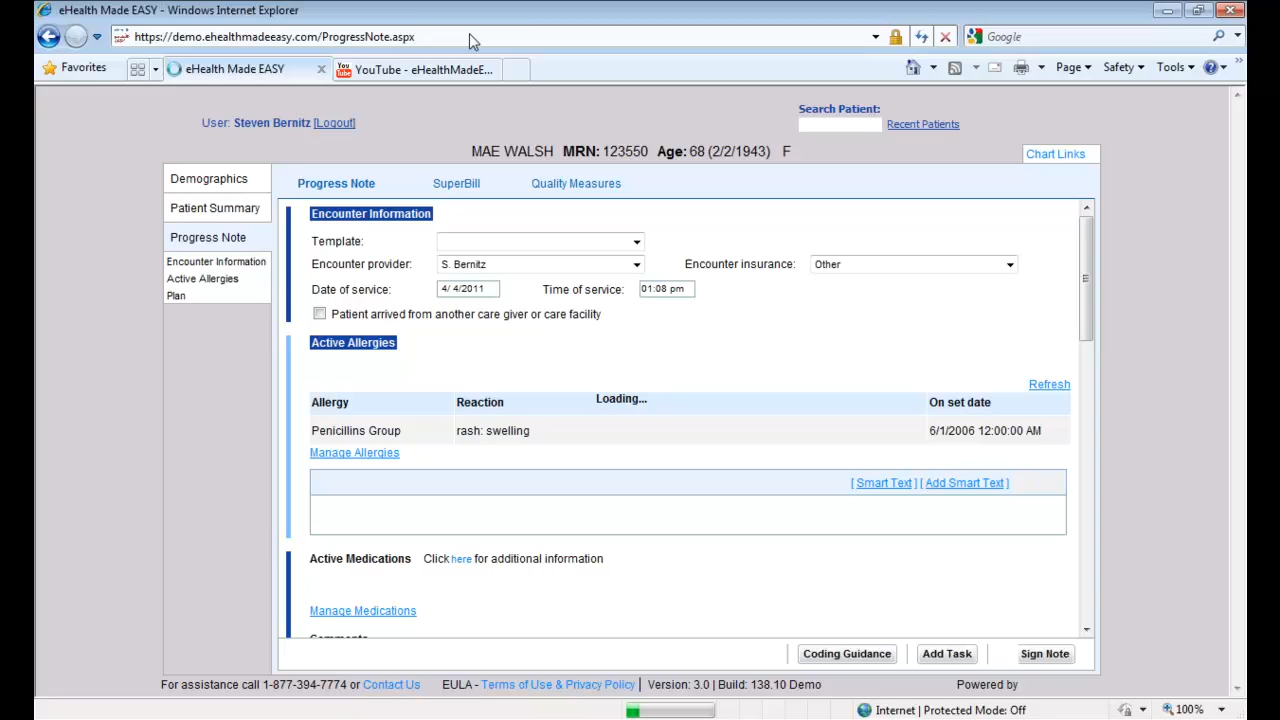 eHealth Made EASY - Windows Internet Explorer
https://demo.ehealthmadeeasy.com/ProgressNote.aspx Google
Favorites eHealth Made EASY x You Tube YouTube - eHealthMadeE... Page Safety Tools
Search Patient:
User: Steven Bernitz [Logout] Recent Patients
MAE WALSH MRN: 123550 Age: 68 (2/2/1943) F Chart Links
Demographics
Patient Summary
Progress Note
Encounter Information
Active Allergies
Plan
Progress Note SuperBill Quality Measures
Encounter Information
Template:
Encounter provider: S. Bernitz Encounter insurance: Other
Date of service: 4/ 4/2011 Time of service: 01:08 pm
Patient arrived from another care giver or care facility
Active Allergies
Refresh
Loading...
Allergy Reaction On set date
Penicillins Group rash: swelling 6/1/2006 12:00:00 AM
Manage Allergies
[ Smart Text ] [ Add Smart Text ]
Active Medications Click here for additional information
Manage Medications
Comments
Coding Guidance Add Task Sign Note
For assistance call 1-877-394-7774 or Contact Us EULA - Terms of Use & Privacy Policy | Version: 3.0 | Build: 138.10 Demo Powered by
Internet | Protected Mode: Off 100%